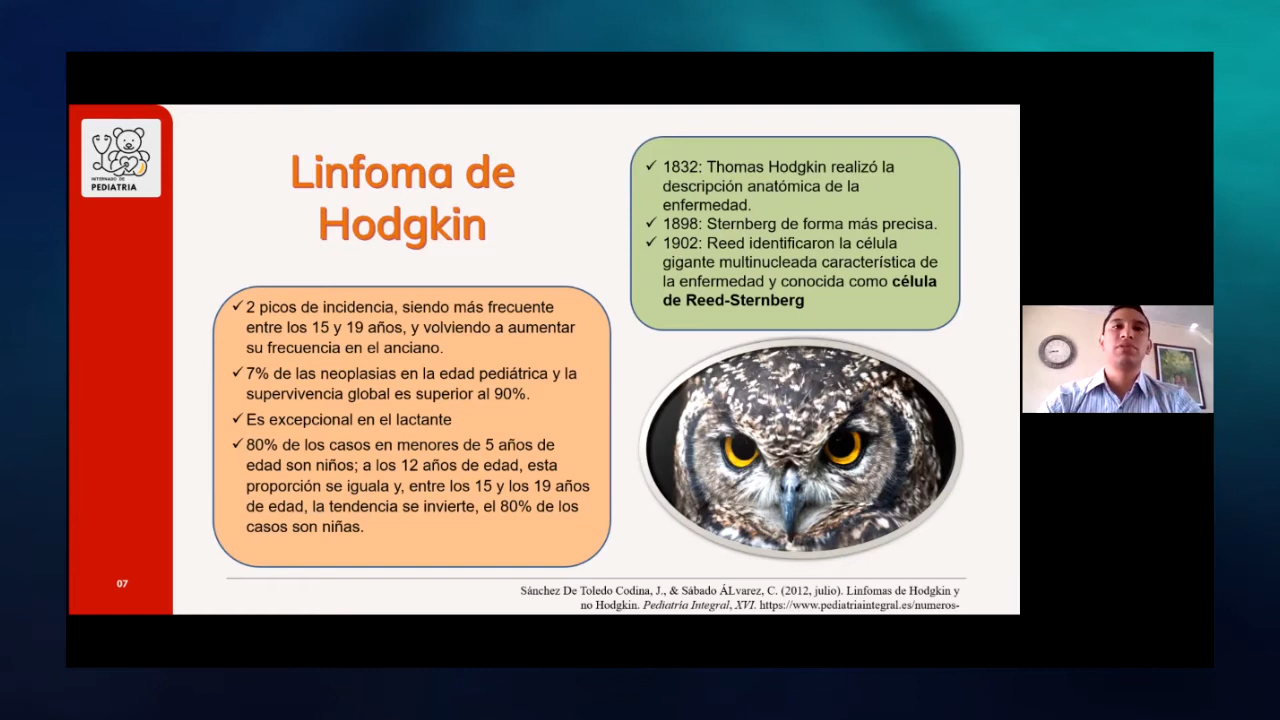 INTERNADO DE
PEDIATRIA
Linfoma de
Hodgkin
✓ 1832: Thomas Hodgkin realizó la
descripción anatómica de la
enfermedad.
✓ 1898: Sternberg de forma más precisa.
✓ 1902: Reed identificaron la célula
gigante multinucleada característica de
la enfermedad y conocida como célula
de Reed-Sternberg
✓ 2 picos de incidencia, siendo más frecuente
entre los 15 y 19 años, y volviendo a aumentar
su frecuencia en el anciano.
✓ 7% de las neoplasias en la edad pediátrica y la
supervivencia global es superior al 90%.
✓ Es excepcional en el lactante
✓ 80% de los casos en menores de 5 años de
edad son niños; a los 12 años de edad, esta
proporción se iguala y, entre los 15 y los 19 años
de edad, la tendencia se invierte, el 80% de los
casos son niñas.
07
Sánchez De Toledo Codina, J., & Sábado ÁLvarez, C. (2012, julio). Linfomas de Hodgkin y
no Hodgkin. Pediatría Integral, XVI. https://www.pediatriaintegral.es/numeros-